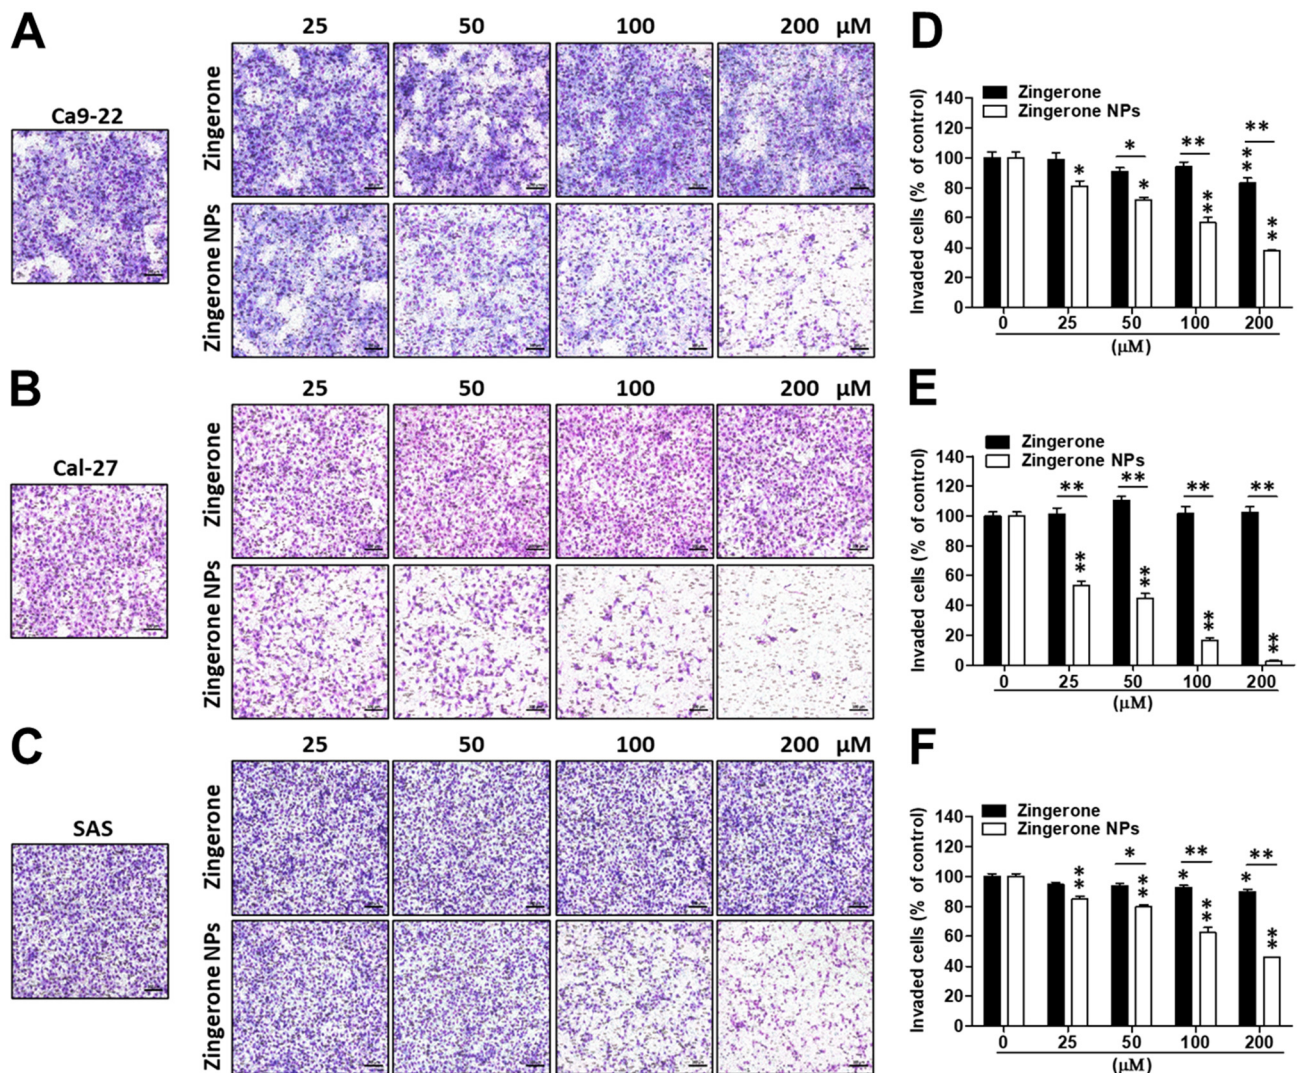 A
25 50 100 200 μM
Ca9-22
Zingerone
Zingerone NPs
D
Zingerone
Zingerone NPs
Invaded cells (% of control)
140
120
100
80
60
40
20
0
* * ** **
* * ** ** **
0 25 50 100 200
(μM)
B
25 50 100 200 μM
Cal-27
Zingerone
Zingerone NPs
E
Zingerone
Zingerone NPs
Invaded cells (% of control)
140
120
100
80
60
40
20
0
** ** ** **
** ** ** **
0 25 50 100 200
(μM)
C
25 50 100 200 μM
SAS
Zingerone
Zingerone NPs
F
Zingerone
Zingerone NPs
Invaded cells (% of control)
140
120
100
80
60
40
20
0
* ** **
** ** * ** * **
0 25 50 100 200
(μM)